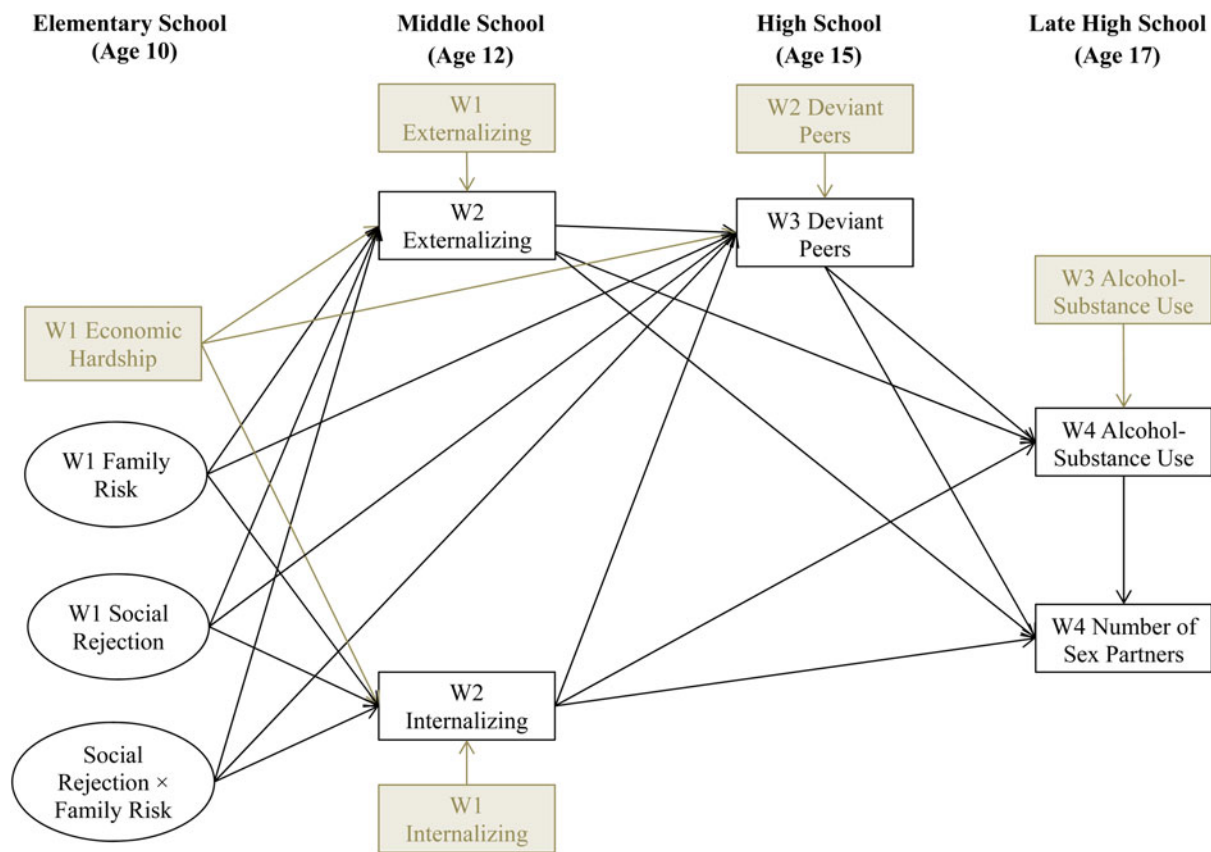 Elementary School
(Age 10)
Middle School
(Age 12)
High School
(Age 15)
Late High School
(Age 17)
W1
Externalizing
W2 Deviant
Peers
W2
Externalizing
W3 Deviant
Peers
W3 Alcohol-
Substance Use
W1 Economic
Hardship
W4 Alcohol-
Substance Use
W1 Family
Risk
W1 Social
Rejection
W4 Number of
Sex Partners
W2
Internalizing
Social
Rejection ×
Family Risk
W1
Internalizing